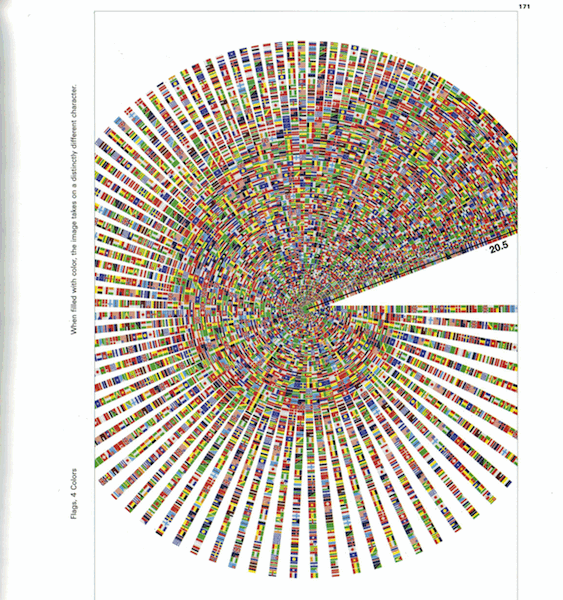 171
When filled with color, the image takes on a distinctly different character.
20.5
Flags, 4 Colors